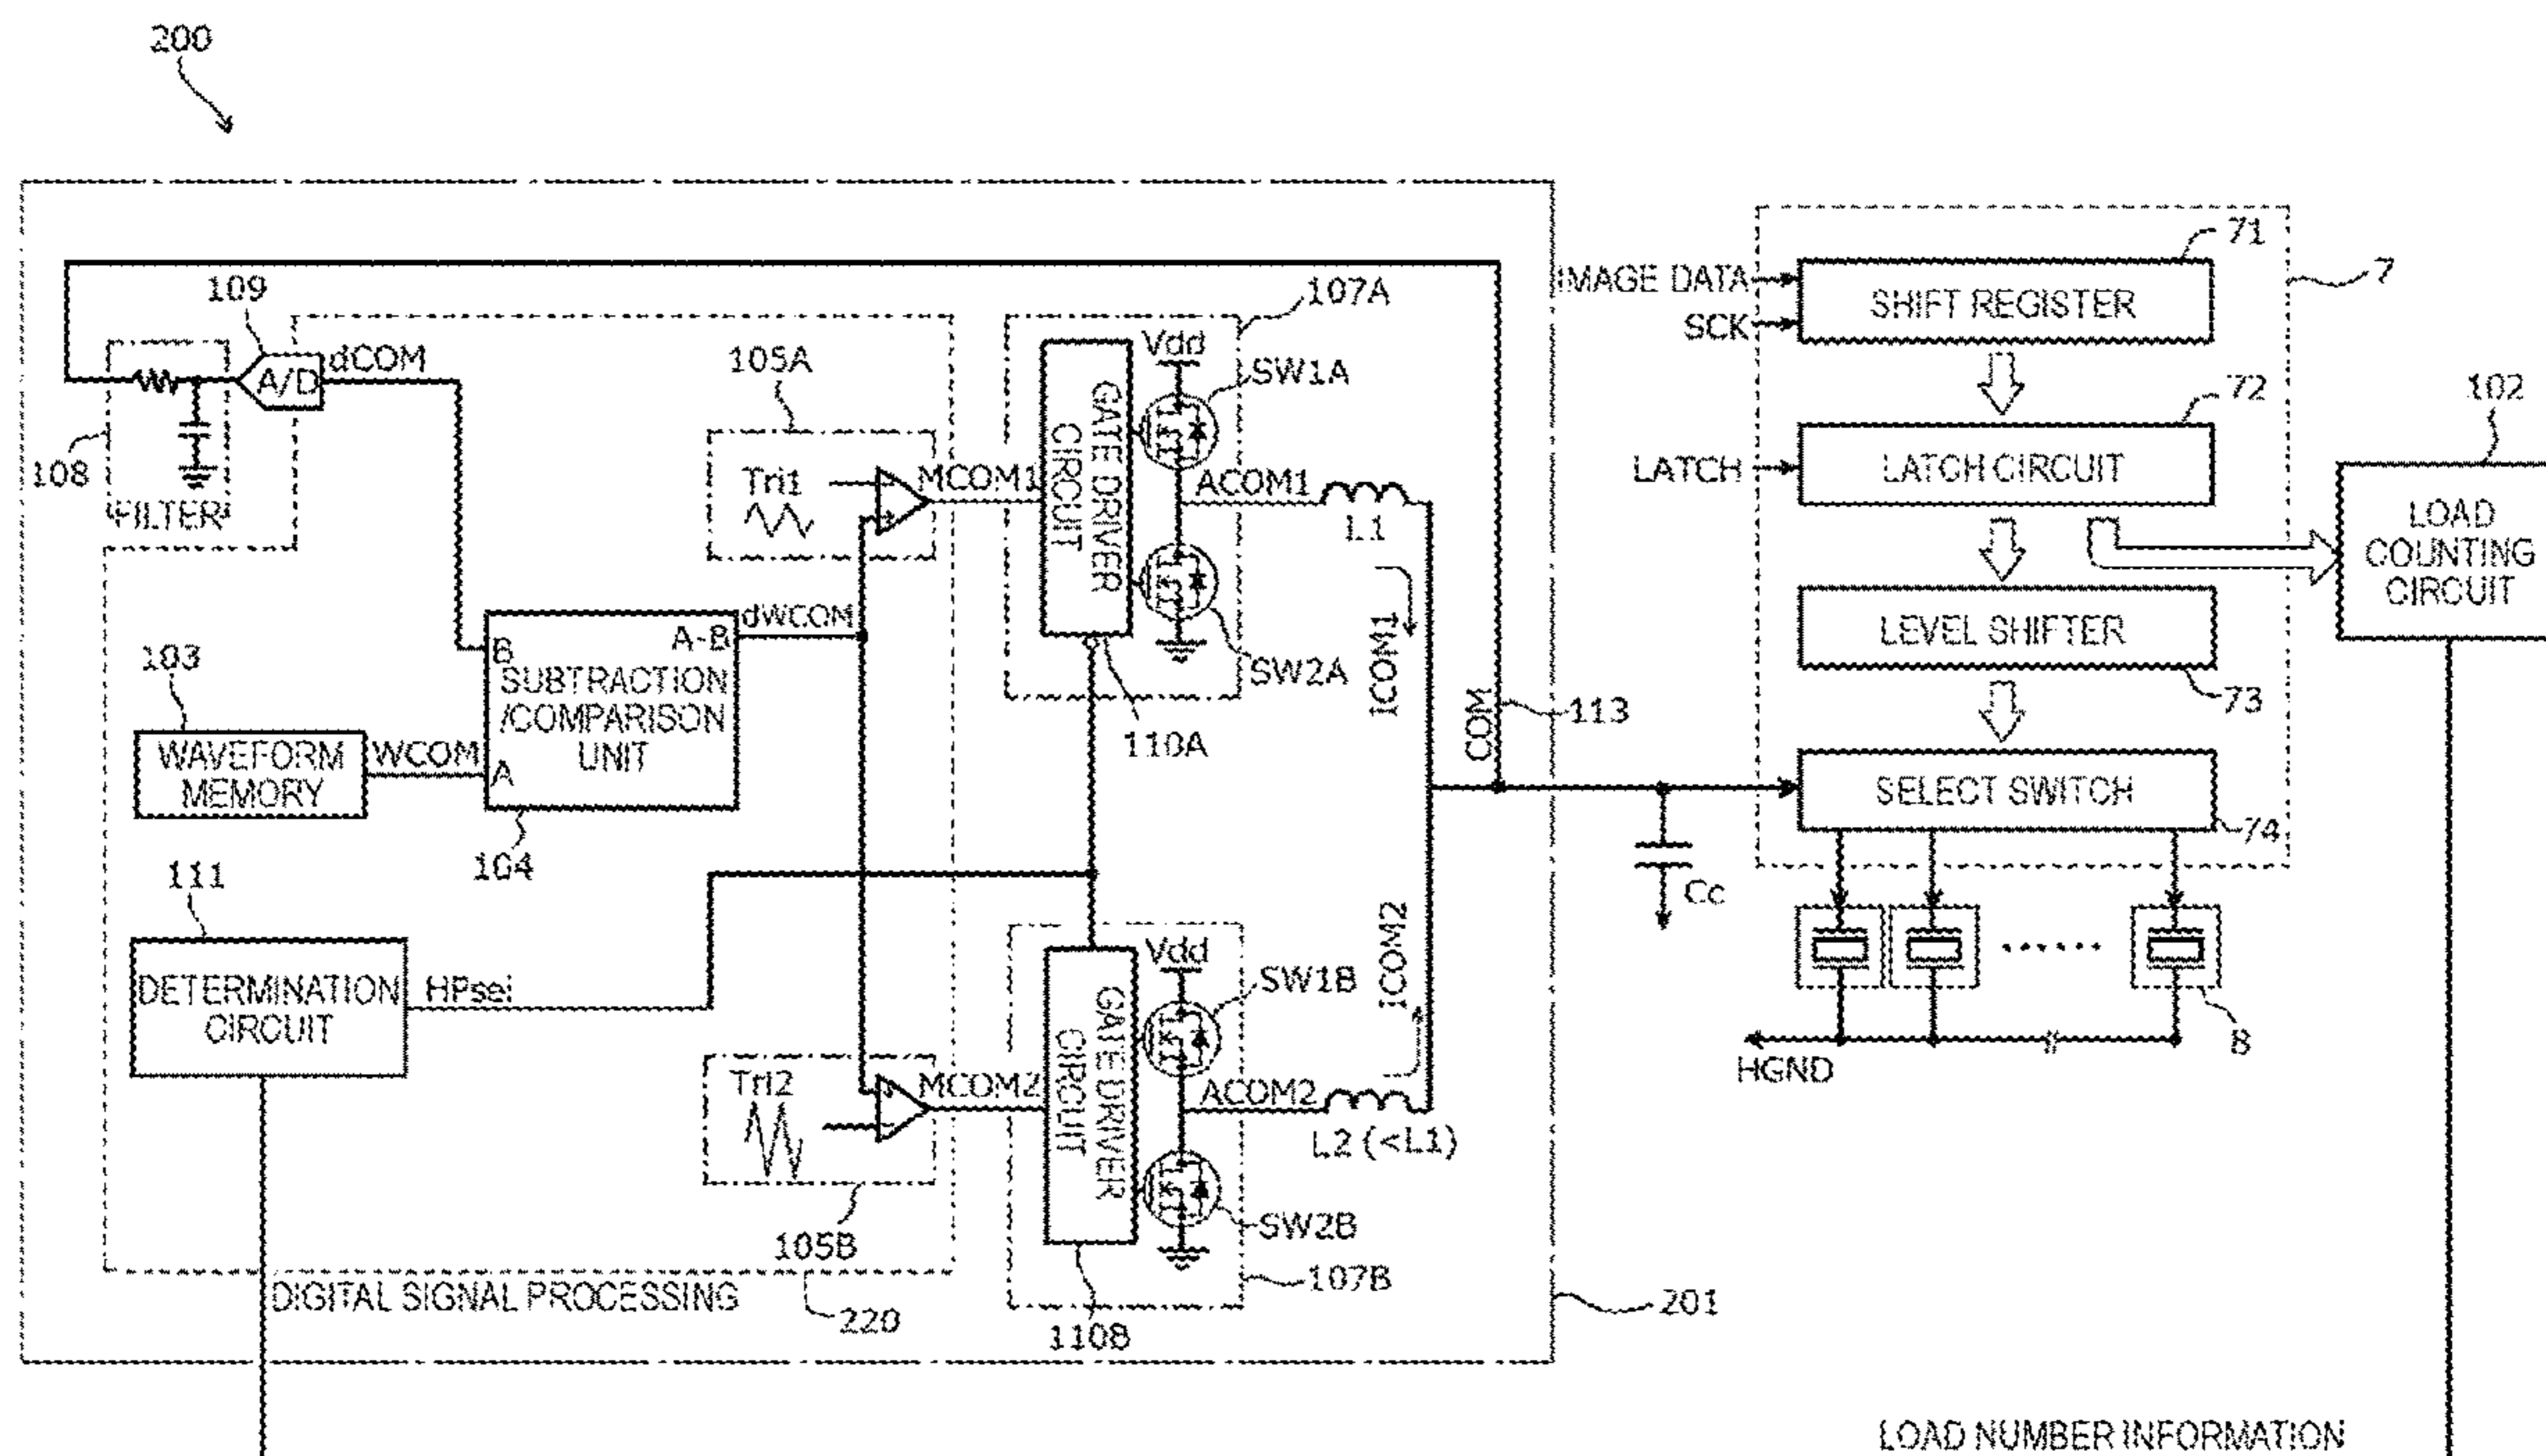 200
109
dCOM
A/D
108
FILTER
105A
Tri1
MCOM1
107A
Vdd
SW1A
GATE DRIVER
CIRCUIT
ACOM1
L1
SW2A
110A
ICOM1
COM
113
103
WAVEFORM
MEMORY
WCOM
B
A-B
SUBTRACTION
/COMPARISON
UNIT
A
dWCOM
104
111
DETERMINATION
CIRCUIT
HPsel
Tri2
MCOM2
105B
Vdd
SW1B
GATE DRIVER
CIRCUIT
ACOM2
L2 (<L1)
ICOM2
SW2B
107B
110B
DIGITAL SIGNAL PROCESSING
220
201
Cc
IMAGE DATA
SCK
71
SHIFT REGISTER
7
72
LATCH
LATCH CIRCUIT
102
LOAD
COUNTING
CIRCUIT
LEVEL SHIFTER
73
SELECT SWITCH
74
8
HGND
LOAD NUMBER INFORMATION